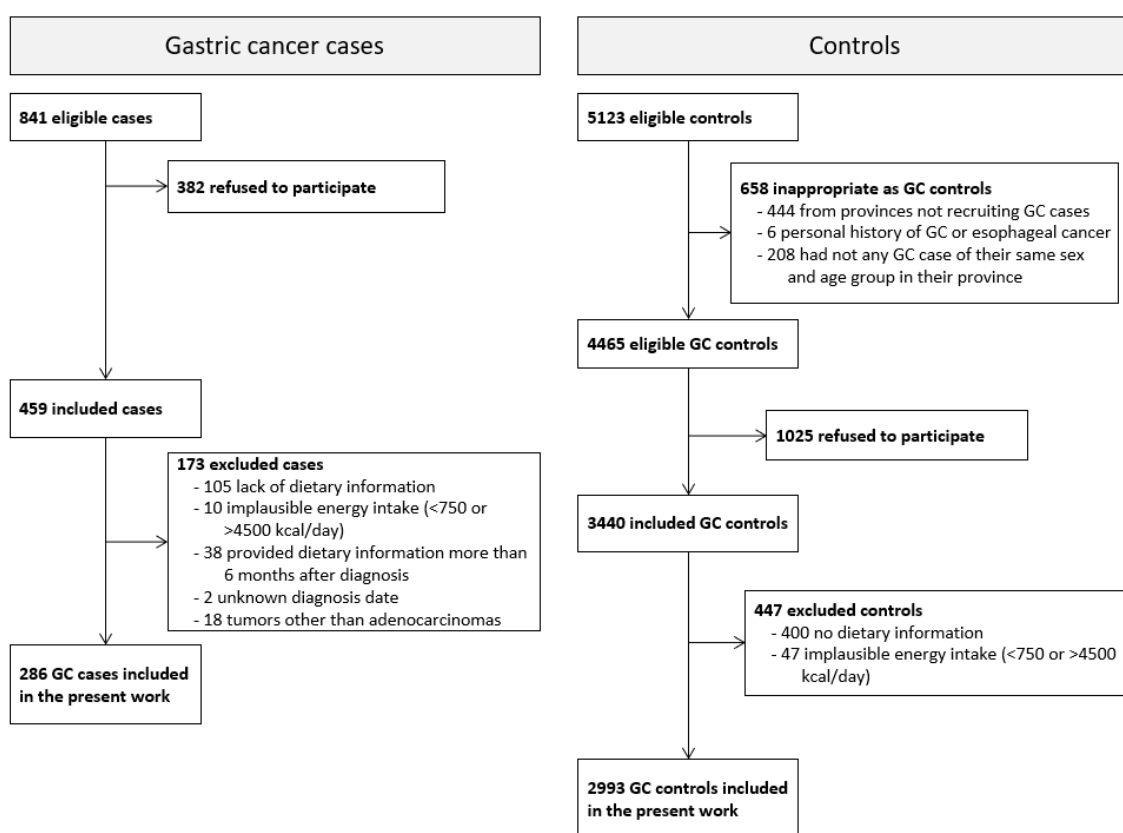 Gastric cancer cases
841 eligible cases
382 refused to participate
459 included cases
173 excluded cases
- 105 lack of dietary information
- 10 implausible energy intake (<750 or
>4500 kcal/day)
- 38 provided dietary information more than
6 months after diagnosis
- 2 unknown diagnosis date
- 18 tumors other than adenocarcinomas
286 GC cases included
in the present work
Controls
5123 eligible controls
658 inappropriate as GC controls
- 444 from provinces not recruiting GC cases
- 6 personal history of GC or esophageal cancer
- 208 had not any GC case of their same sex
and age group in their province
4465 eligible GC controls
1025 refused to participate
3440 included GC controls
447 excluded controls
- 400 no dietary information
- 47 implausible energy intake (<750 or >4500
kcal/day)
2993 GC controls included
in the present work